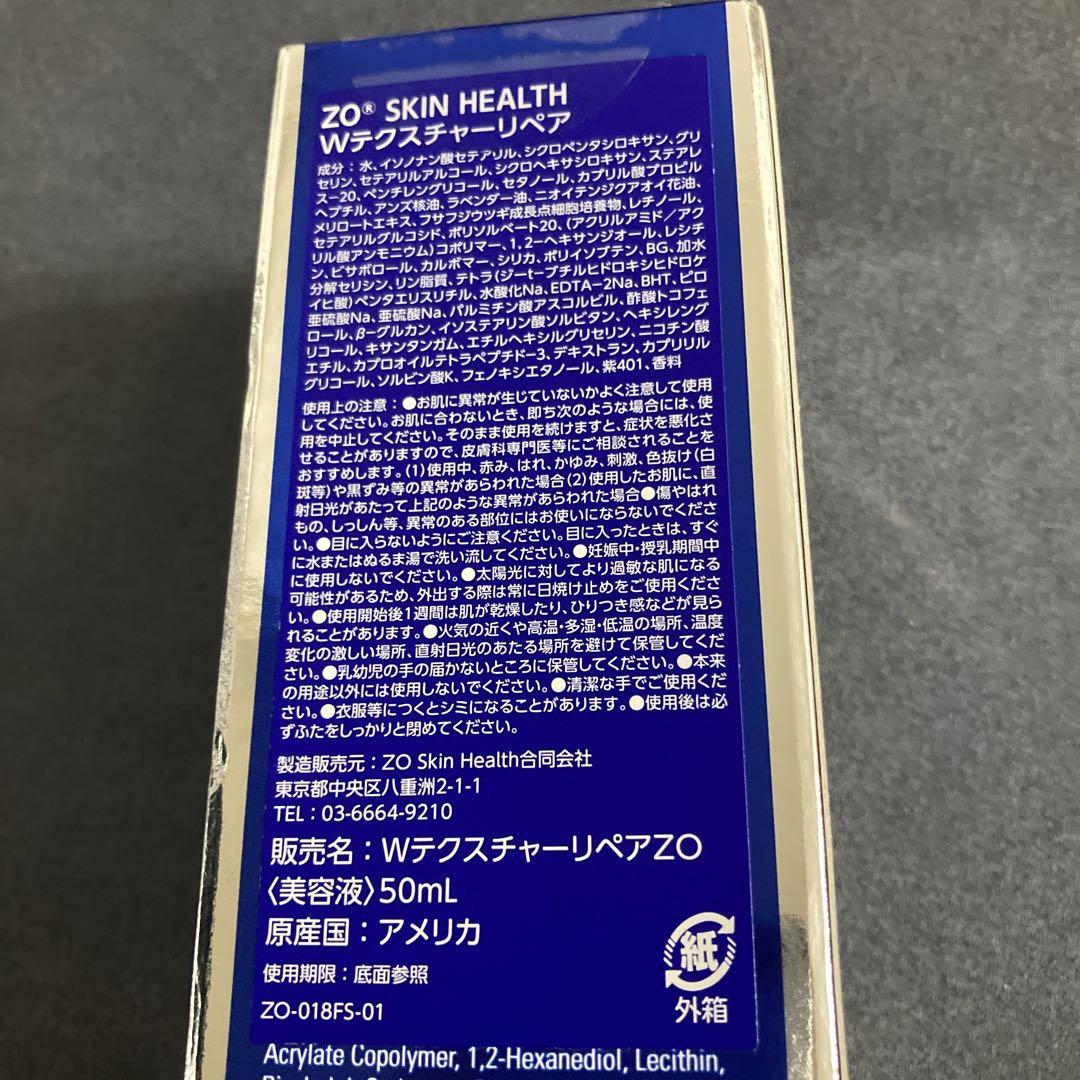 ZO® SKIN HEALTH
Wテクスチャーリペア
成分：水、イソノナン酸セテアリル、シクロペンタシロキサン、グリ
セリン、セテアリルアルコール、シクロヘキサシロキサン、ステアレ
ス-20、ペンチレングリコール、セタノール、カプリル酸プロピル
ヘプチル、アンズ核油、ラベンダー油、ニオイテンジクアオイ花油、
メリロートエキス、フサフジウツギ成長点細胞培養物、レチノール、
セテアリルグルコシド、ポリソルベート20、(アクリルアミド／アク
リル酸アンモニウム)コポリマー、1,2-ヘキサンジオール、レシチ
ン、ビサボロール、カルボマー、シリカ、ポリイソブテン、BG、加水
分解セリシン、リン脂質、テトラ(ジ-t-ブチルヒドロキシヒドロケ
イヒ酸)ペンタエリスリチル、水酸化Na、EDTA-2Na、BHT、ピロ
亜硫酸Na、亜硫酸Na、パルミチン酸アスコルビル、酢酸トコフェ
ロール、β-グルカン、イソステアリン酸ソルビタン、ヘキシレング
リコール、キサンタンガム、エチルヘキシルグリセリン、ニコチン酸
エチル、カプロオイルテトラペプチド-3、デキストラン、カプリリル
グリコール、ソルビン酸K、フェノキシエタノール、紫401、香料
使用上の注意：●お肌に異常が生じていないかよく注意して使用
してください。お肌に合わないとき、即ち次のような場合には、使
用を中止してください。そのまま使用を続けますと、症状を悪化さ
せることがありますので、皮膚科専門医等にご相談されることを
おすすめします。(1)使用中、赤み、はれ、かゆみ、刺激、色抜け(白
斑等)や黒ずみ等の異常があらわれた場合(2)使用したお肌に、直
射日光があたって上記のような異常があらわれた場合●傷やはれ
もの、しっしん等、異常のある部位にはお使いにならないでくださ
い。●目に入らないようにご注意ください。目に入ったときは、すぐ
に水またはぬるま湯で洗い流してください。●妊娠中・授乳期間中
に使用しないでください。●太陽光に対してより過敏な肌になる
可能性があるため、外出する際は常に日焼け止めをご使用くださ
い。●使用開始後1週間は肌が乾燥したり、ひりつき感などが見ら
れることがあります。●火気の近くや高温・多湿・低温の場所、温度
変化の激しい場所、直射日光のあたる場所を避けて保管してくだ
さい。●乳幼児の手の届かないところに保管してください。●本来
の用途以外には使用しないでください。●清潔な手でご使用くだ
さい。●衣服等につくとシミになることがあります。●使用後は必
ずふたをしっかりと閉めてください。
製造販売元：ZO Skin Health合同会社
東京都中央区八重洲2-1-1
TEL：03-6664-9210
販売名：WテクスチャーリペアZO
〈美容液〉50mL
原産国：アメリカ
使用期限：底面参照
ZO-018FS-01
紙
外箱
Acrylate Copolymer, 1,2-Hexanediol, Lecithin,